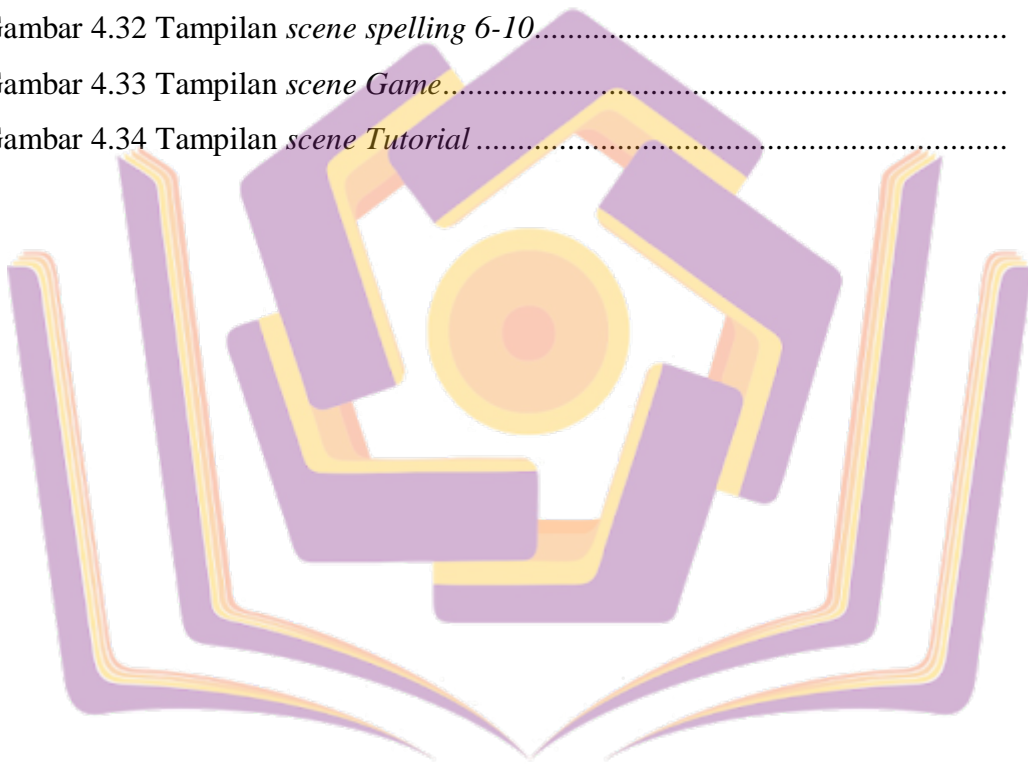 Gambar 4.32 Tampilan scene spelling 6-10............................................................
Gambar 4.33 Tampilan scene Game........................................................................
Gambar 4.34 Tampilan scene Tutorial ....................................................................